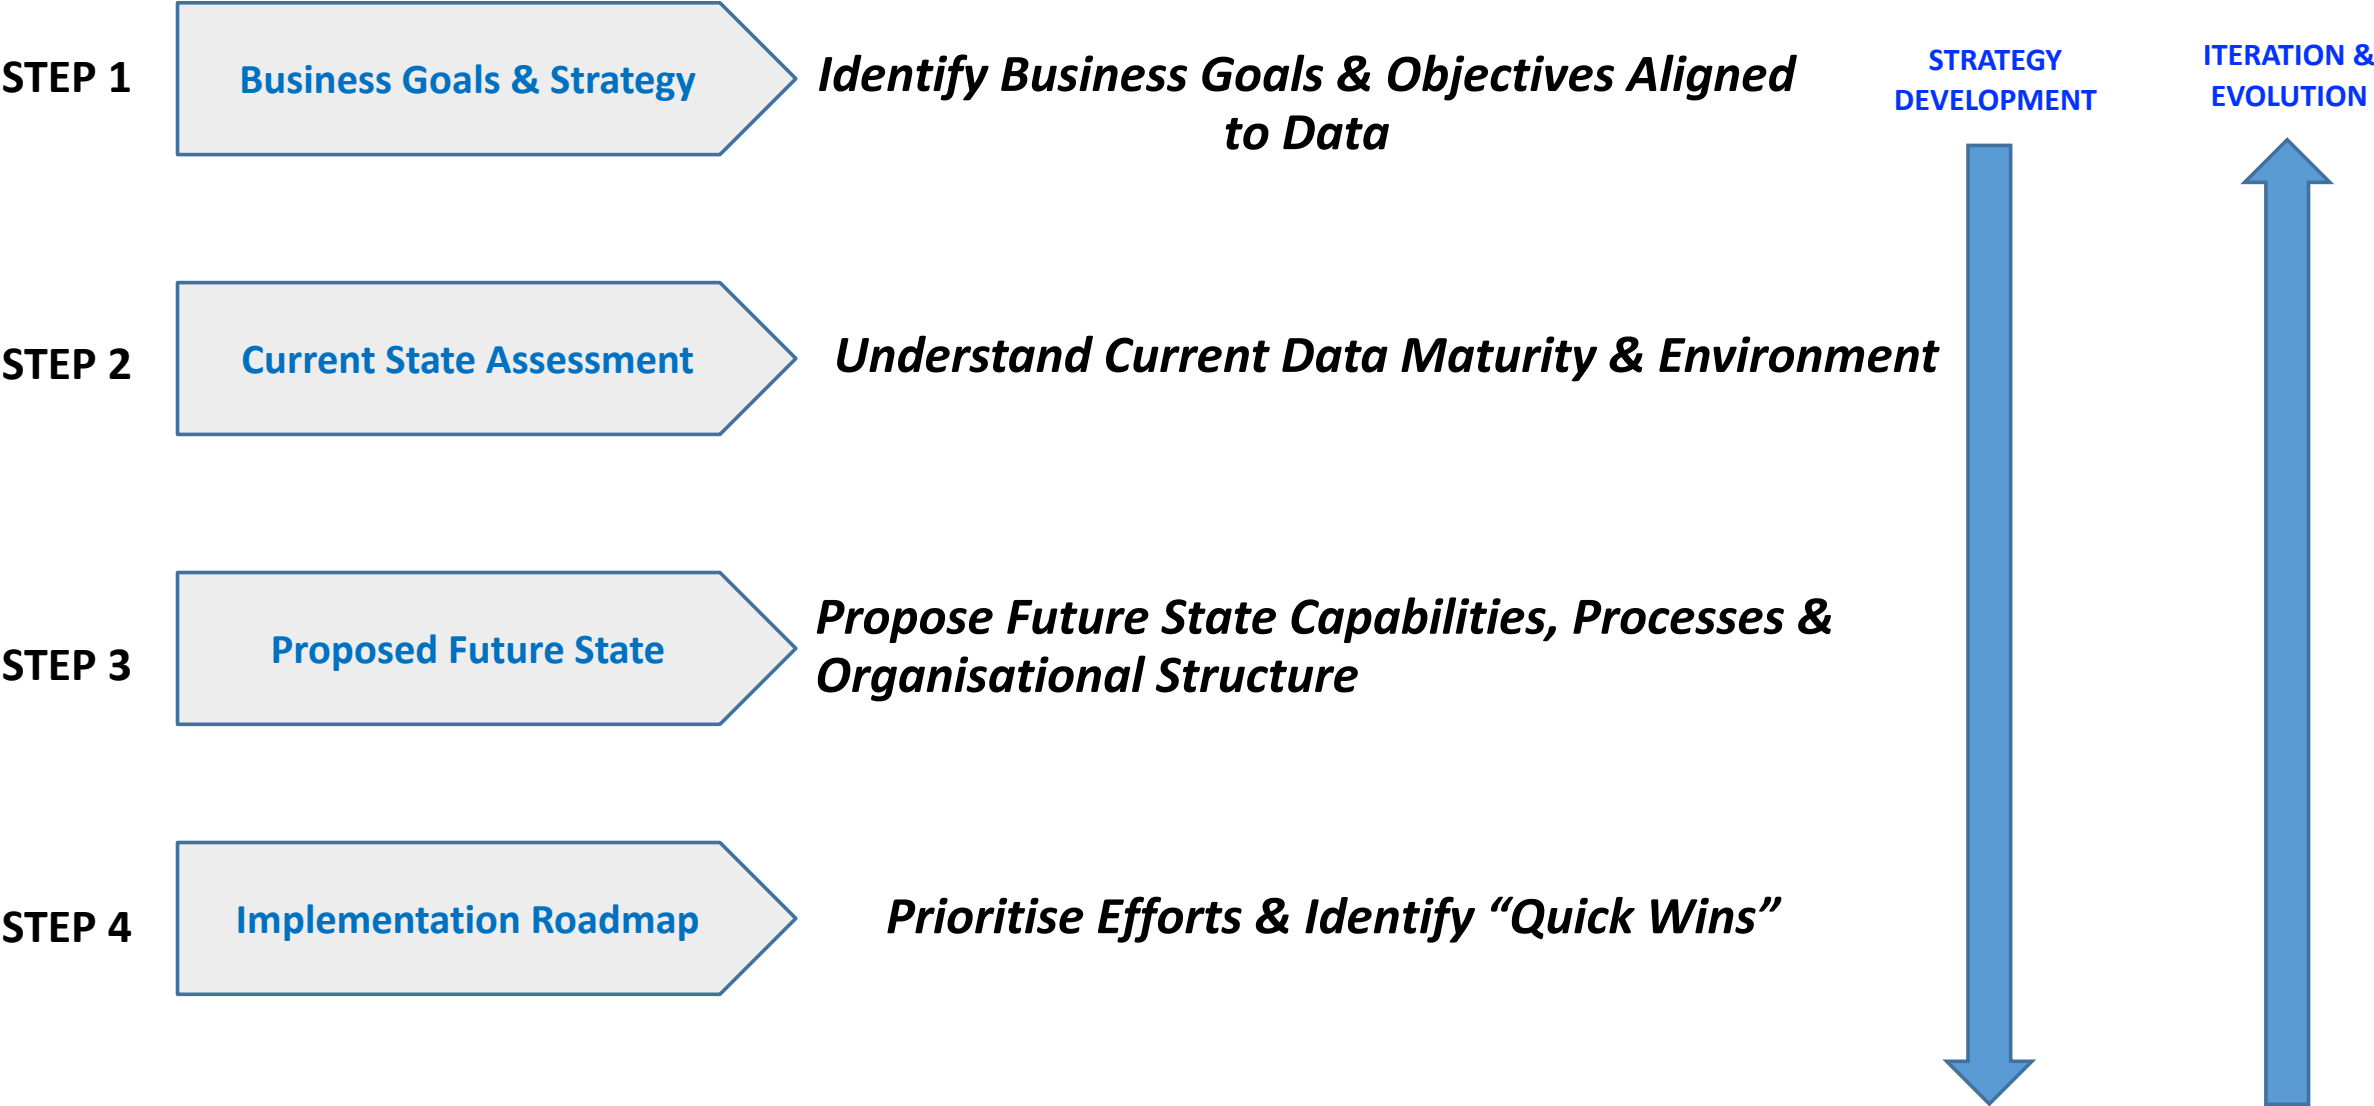 STEP 1
Business Goals & Strategy
Identify Business Goals & Objectives Aligned
to Data
STRATEGY
DEVELOPMENT
ITERATION &
EVOLUTION
STEP 2
Current State Assessment
Understand Current Data Maturity & Environment
STEP 3
Proposed Future State
Propose Future State Capabilities, Processes &
Organisational Structure
STEP 4
Implementation Roadmap
Prioritise Efforts & Identify “Quick Wins”